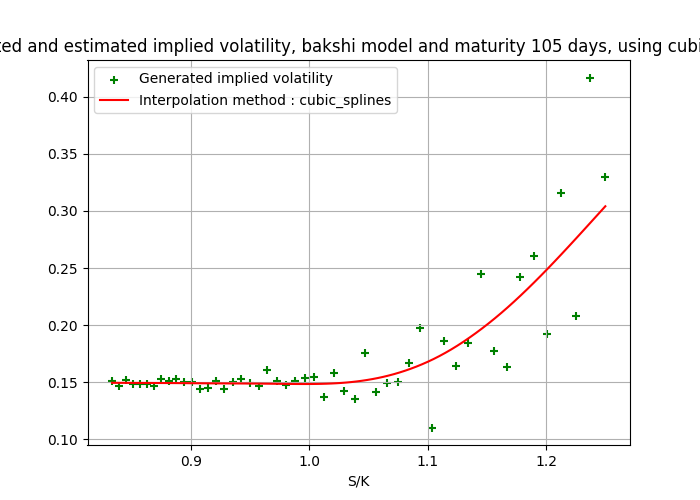 and estimated implied volatility, bakshi model and maturity 105 days, using
Generated implied volatility
Interpolation method : cubic_splines
0.40
0.35
0.30
0.25
0.20
0.15
0.10
0.9
1.0
1.1
1.2
S/K